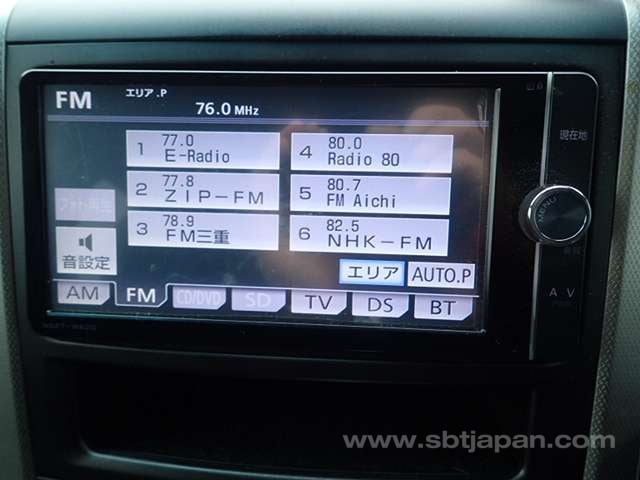 FM エリア.P
76.0 MHz
1 77.0 E-Radio
2 77.8 ZIP-FM
3 78.9 FM三重
4 80.0 Radio 80
5 80.7 FM Aichi
6 82.5 NHK-FM
音設定
エリア AUTO.P
AM FM CD/DVD SD TV DS BT
現在地
MENU
A V
www.sbtjapan.com